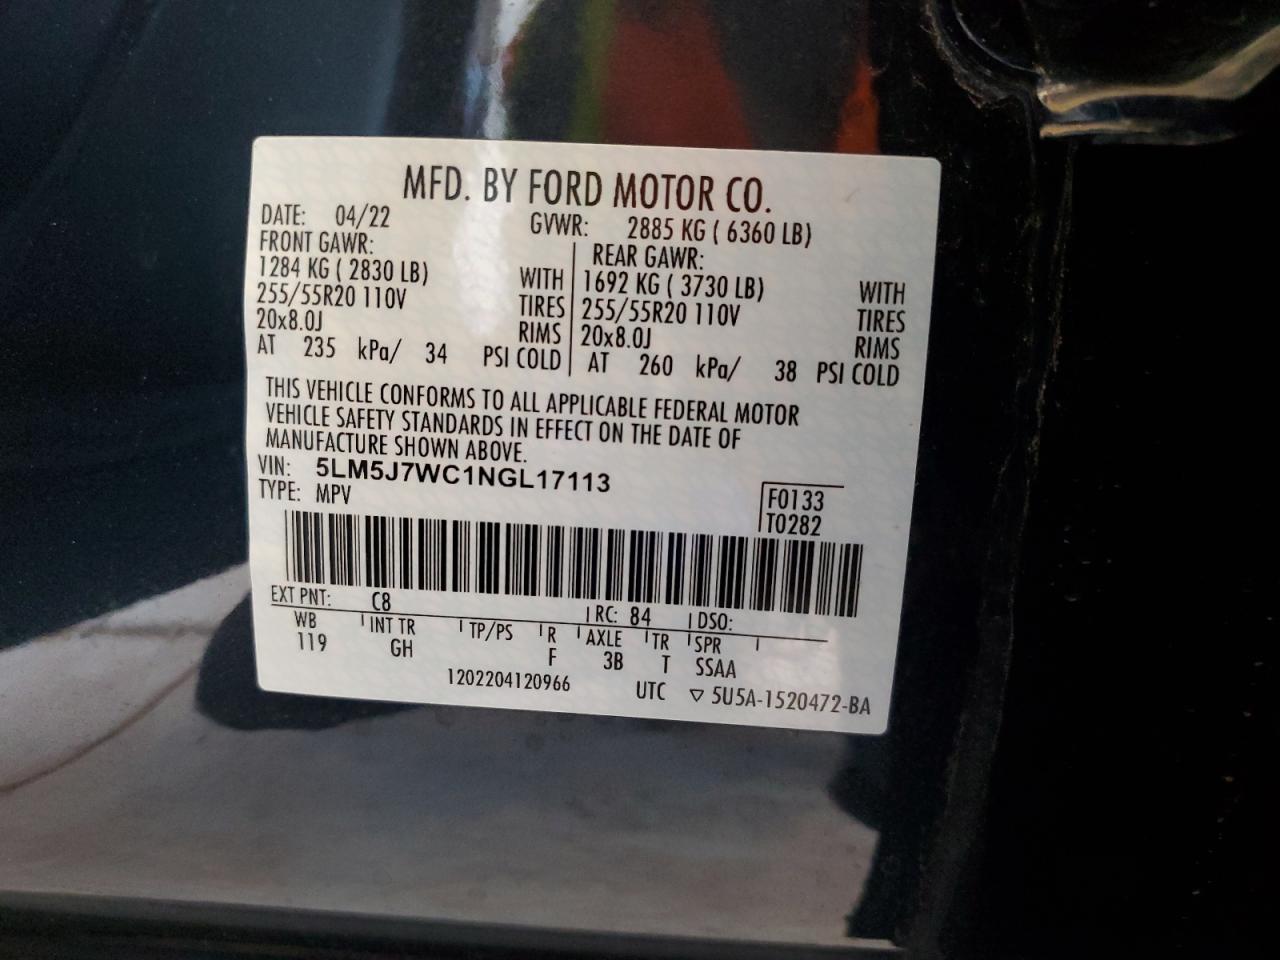 MFD. BY FORD MOTOR CO.
DATE: 04/22 GVWR: 2885 KG ( 6360 LB)
FRONT GAWR: REAR GAWR:
1284 KG ( 2830 LB) WITH 1692 KG ( 3730 LB) WITH
255/55R20 110V TIRES 255/55R20 110V TIRES
20x8.0J RIMS 20x8.0J RIMS
AT 235 kPa/ 34 PSI COLD AT 260 kPa/ 38 PSI COLD
THIS VEHICLE CONFORMS TO ALL APPLICABLE FEDERAL MOTOR
VEHICLE SAFETY STANDARDS IN EFFECT ON THE DATE OF
MANUFACTURE SHOWN ABOVE.
VIN: 5LM5J7WC1NGL17113
TYPE: MPV F0133
T0282
EXT PNT: C8 RC: 84 DSO:
WB INT TR TP/PS R AXLE TR SPR
119 GH F 3B T SSAA
1202204120966 UTC ▽ 5U5A-1520472-BA